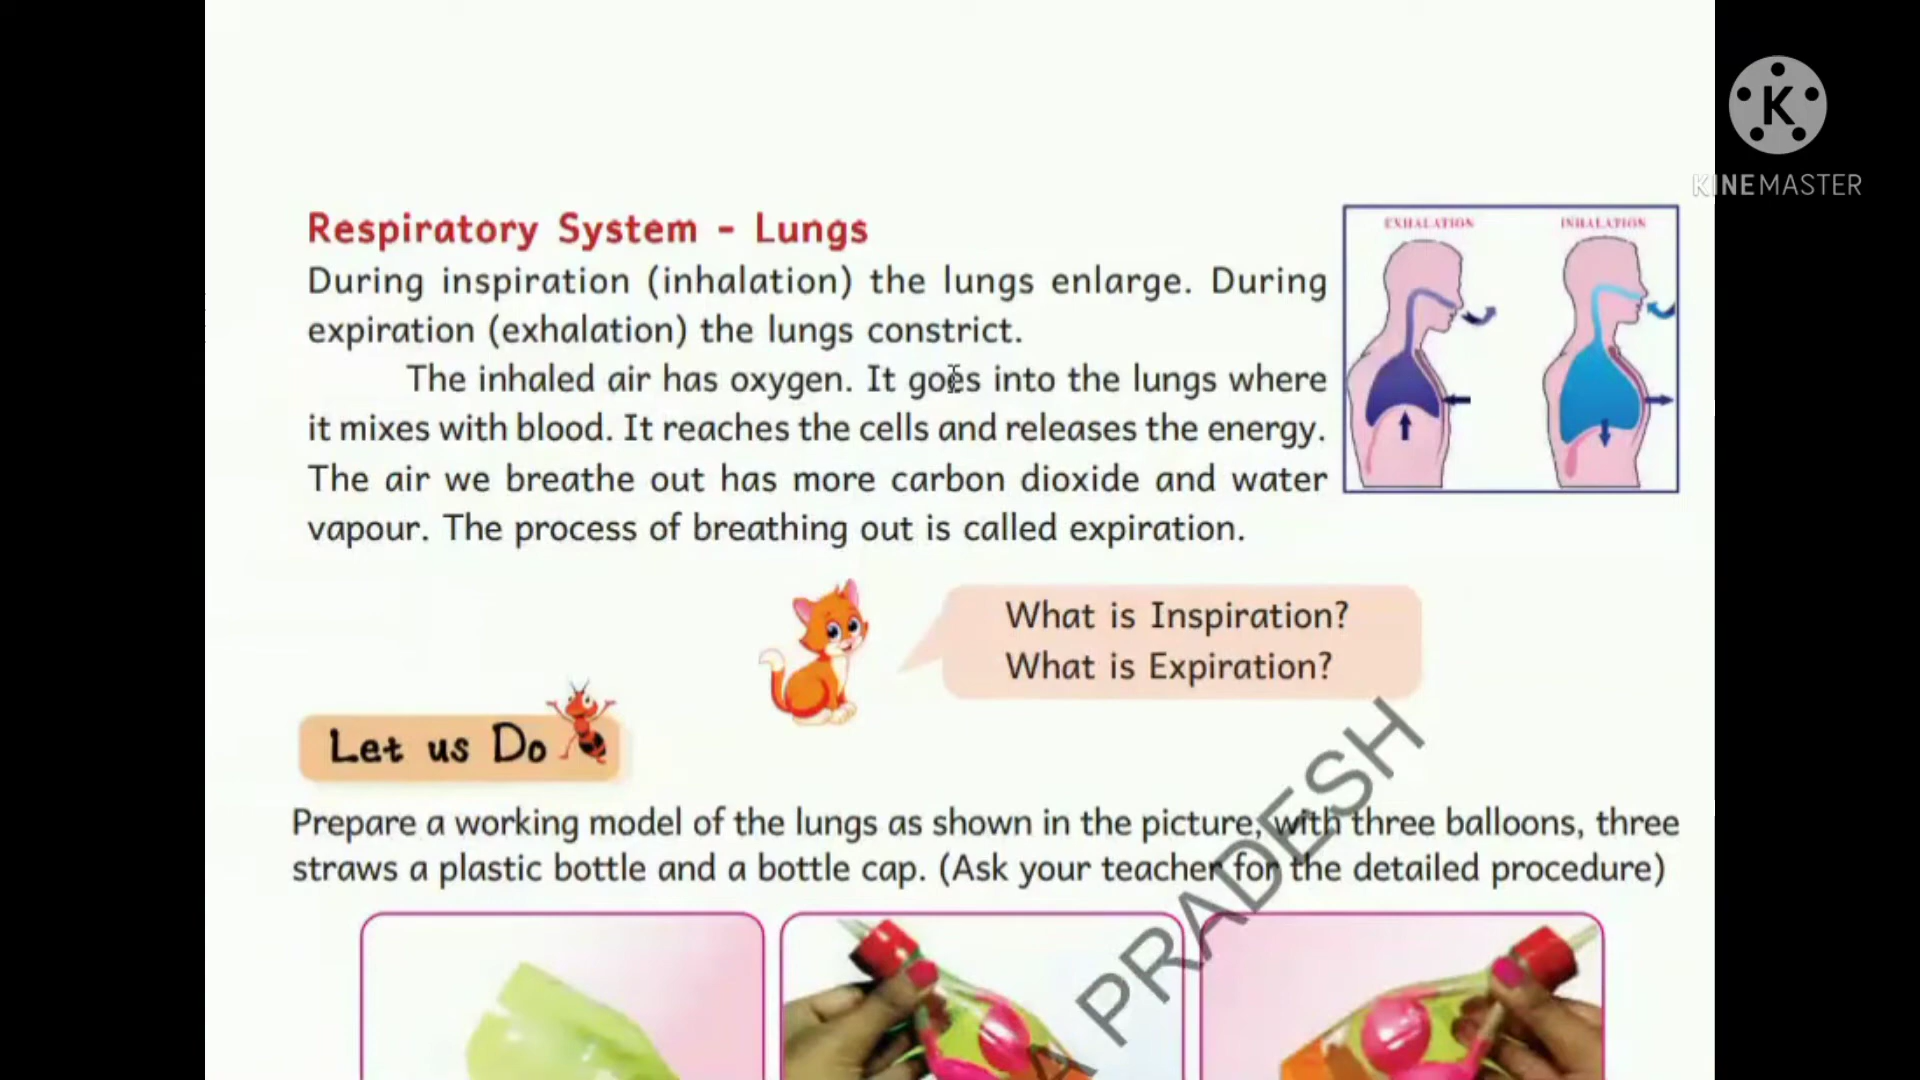 K
KINEMASTER
Respiratory System - Lungs
During inspiration (inhalation) the lungs enlarge. During
expiration (exhalation) the lungs constrict.
The inhaled air has oxygen. It goes into the lungs where
it mixes with blood. It reaches the cells and releases the energy.
The air we breathe out has more carbon dioxide and water
vapour. The process of breathing out is called expiration.
EXHALATION
INHALATION
What is Inspiration?
What is Expiration?
Let us Do
Prepare a working model of the lungs as shown in the picture, with three balloons, three
straws a plastic bottle and a bottle cap. (Ask your teacher for the detailed procedure)
A PRADESH